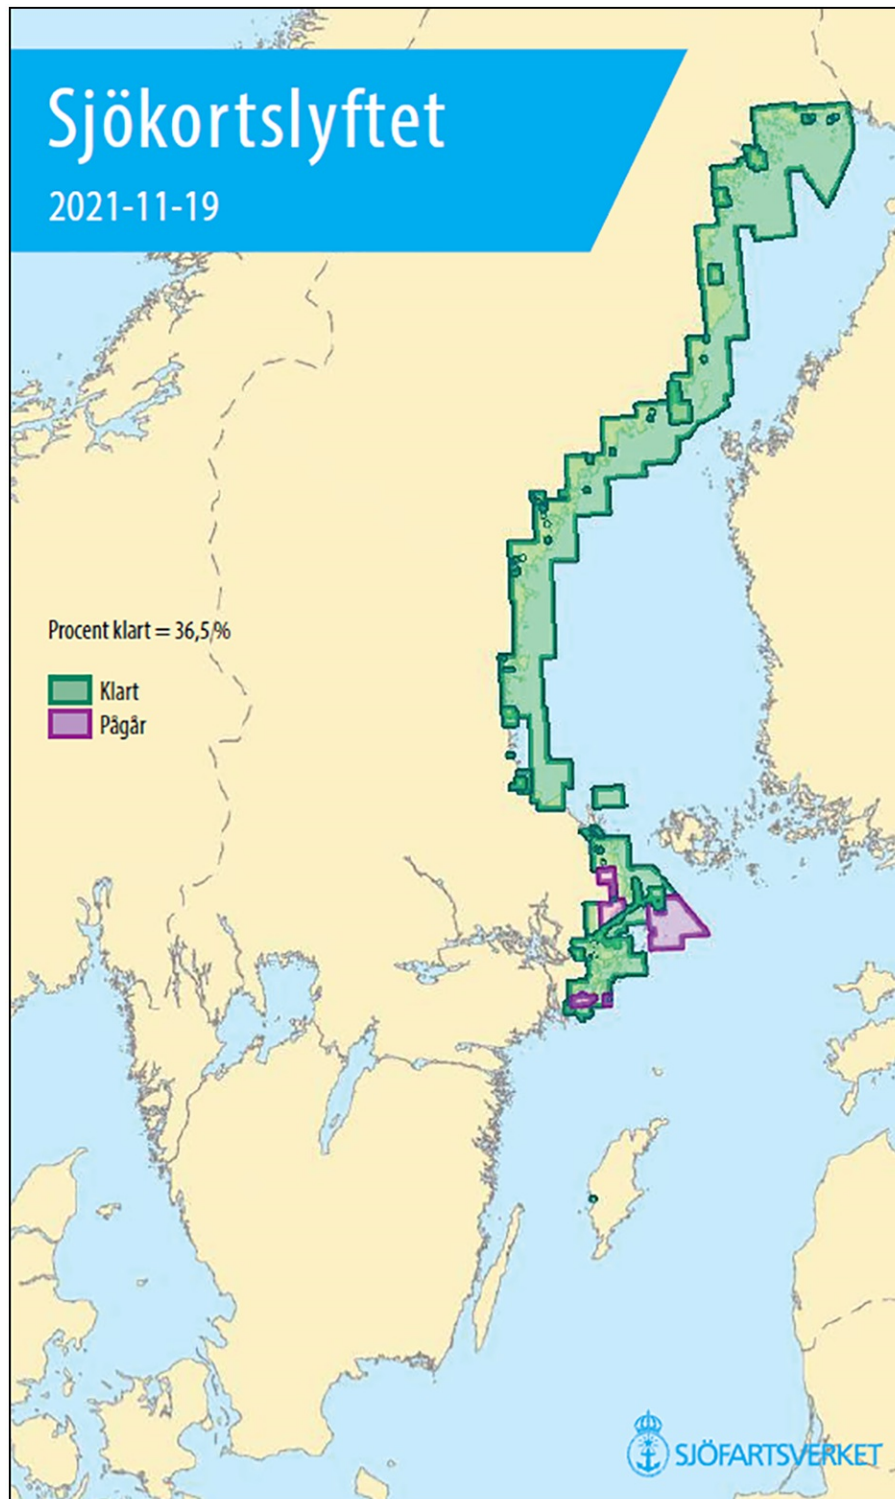 Sjökortslyftet
2021-11-19
Procent klart = 36,5 %
Klart
Pågår
SJÖFARTSVERKET